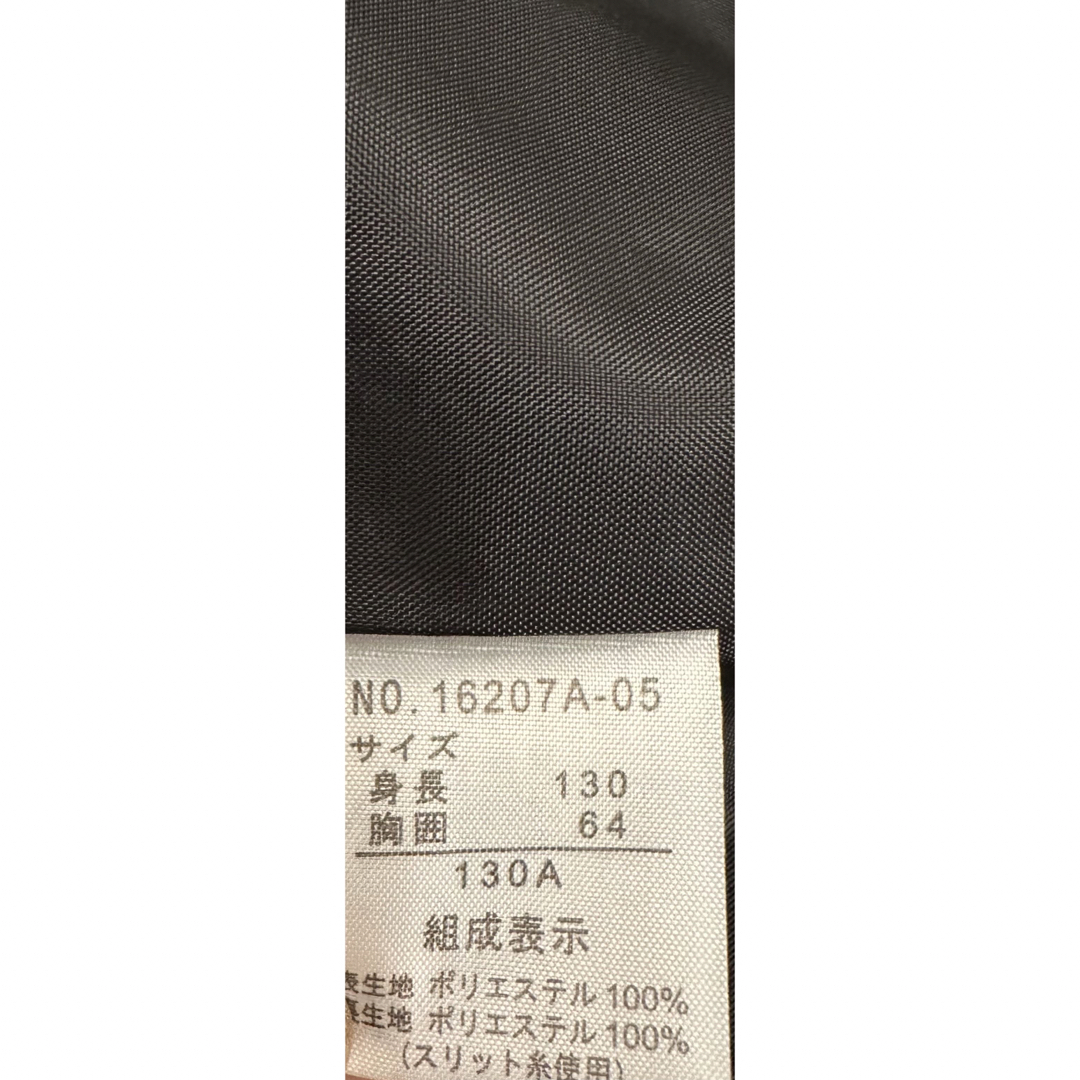 NO.16207A-05
サイズ
身長 130
胸囲 64
130A
組成表示
表生地 ポリエステル100%
裏生地 ポリエステル100%
(スリット糸使用)